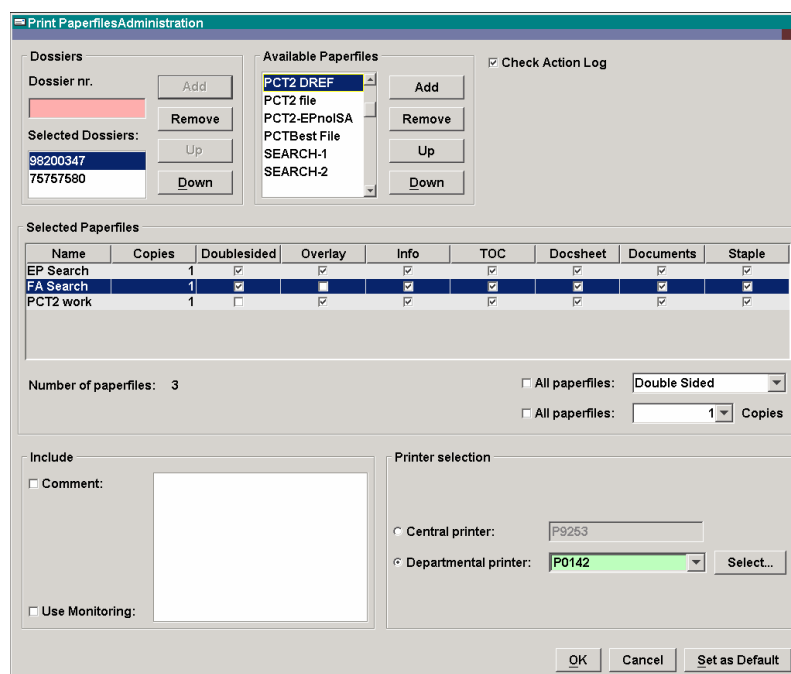 Print PaperfilesAdministration
Dossiers
Dossier nr.
Add
Remove
Selected Dossiers:
Up
98200347
75757580
Down
Available Paperfiles
PCT2 DREF
PCT2 file
PCT2-EPnoISA
PCTBest File
SEARCH-1
SEARCH-2
Add
Remove
Up
Down
Check Action Log
Selected Paperfiles
Name Copies Doublesided Overlay Info TOC Docsheet Documents Staple
EP Search 1
FA Search 1
PCT2 work 1
Number of paperfiles: 3
All paperfiles: Double Sided
All paperfiles: 1 Copies
Include
Comment:
Use Monitoring:
Printer selection
Central printer: P9253
Departmental printer: P0142 Select...
OK Cancel Set as Default